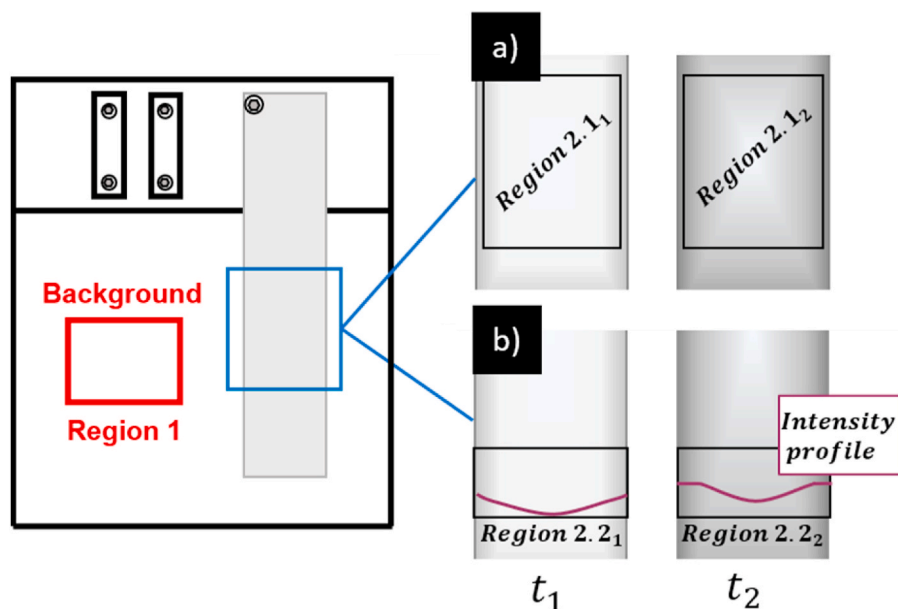 a)
Region 2.1₁
Region 2.1₂
Background
Region 1
b)
Intensity
profile
Region 2.2₁
Region 2.2₂
t₁
t₂